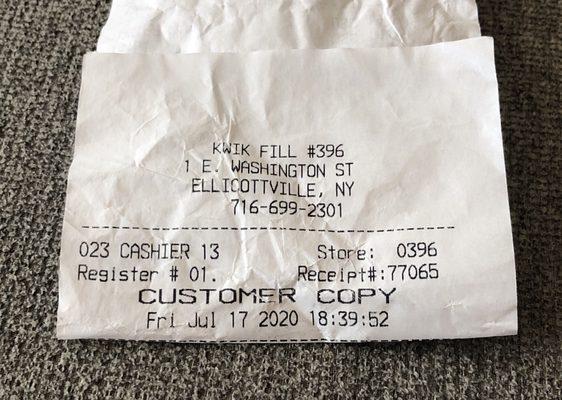 KWIK FILL #396
1 E. WASHINGTON ST
ELLICOTTVILLE, NY
716-699-2301
023 CASHIER 13 Store: 0396
Register # 01. Receipt#:77065
CUSTOMER COPY
Fri Jul 17 2020 18:39:52